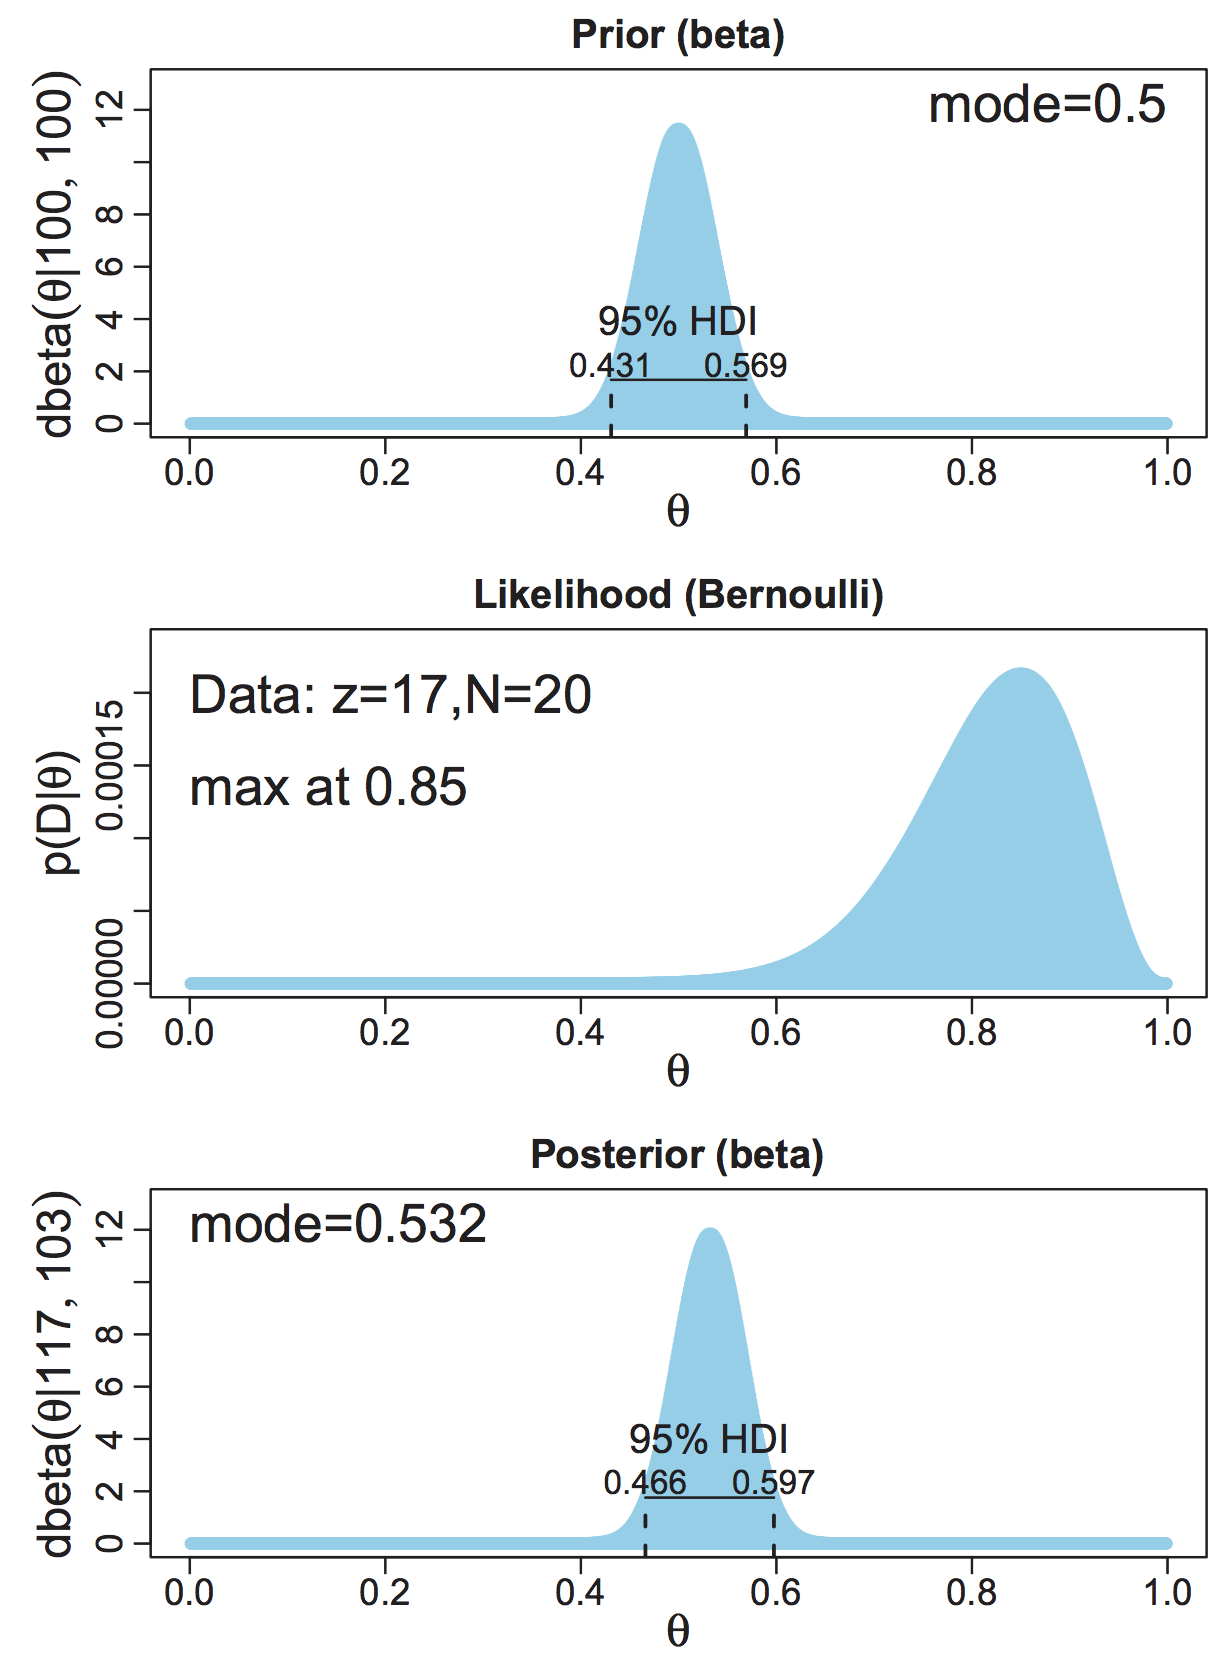 Prior (beta)
mode=0.5
dbeta(θ|100, 100)
12
8
6
4
2
0
95% HDI
0.431 0.569
0.0 0.2 0.4 0.6 0.8 1.0
θ
Likelihood (Bernoulli)
Data: z=17,N=20
max at 0.85
p(D|θ)
0.00015
0.00000
0.0 0.2 0.4 0.6 0.8 1.0
θ
Posterior (beta)
mode=0.532
dbeta(θ|117, 103)
12
8
6
4
2
0
95% HDI
0.466 0.597
0.0 0.2 0.4 0.6 0.8 1.0
θ